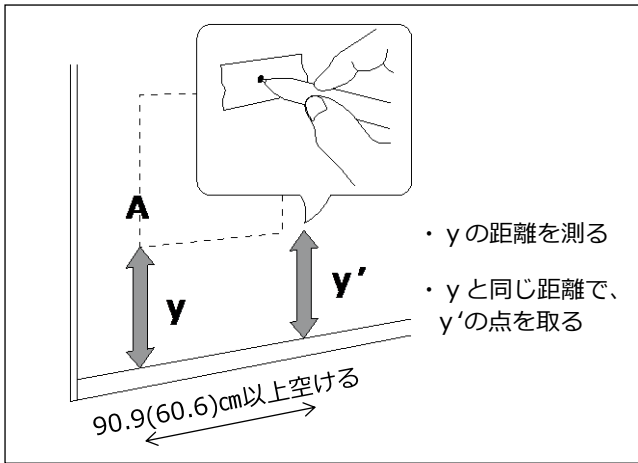 A
y
y’
・ｙの距離を測る
・ｙと同じ距離で、
ｙ‘の点を取る
90.9(60.6)㎝以上空ける